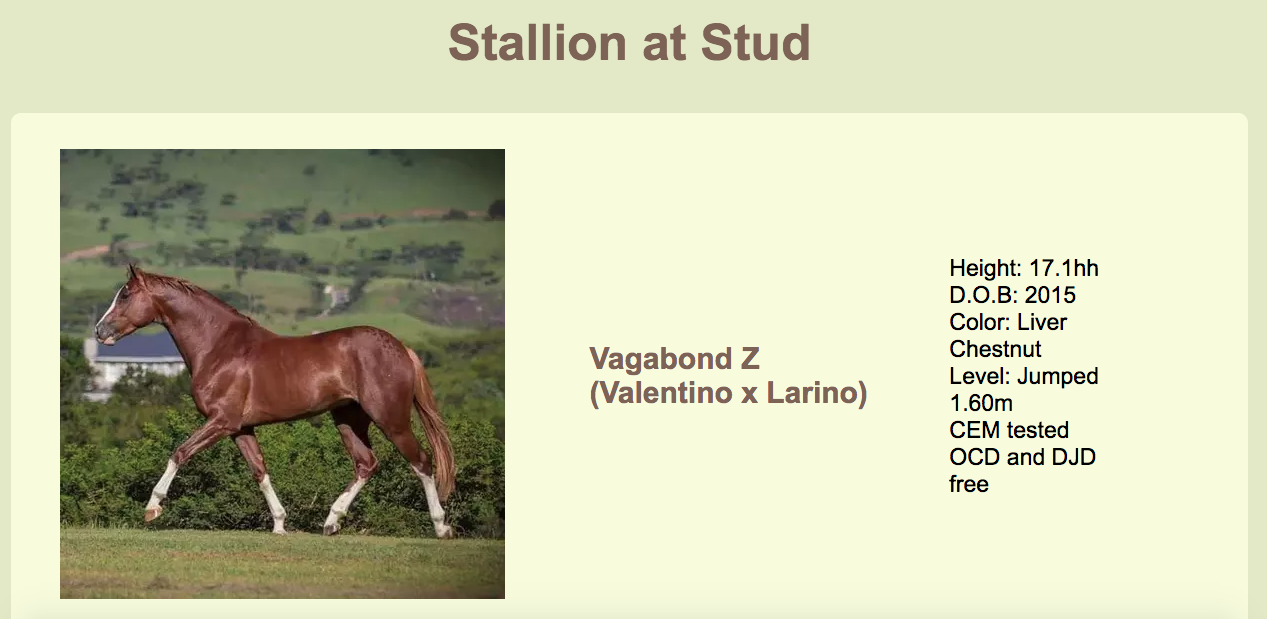 Stallion at Stud
Vagabond Z
(Valentino x Larino)
Height: 17.1hh
D.O.B: 2015
Color: Liver
Chestnut
Level: Jumped
1.60m
CEM tested
OCD and DJD
free